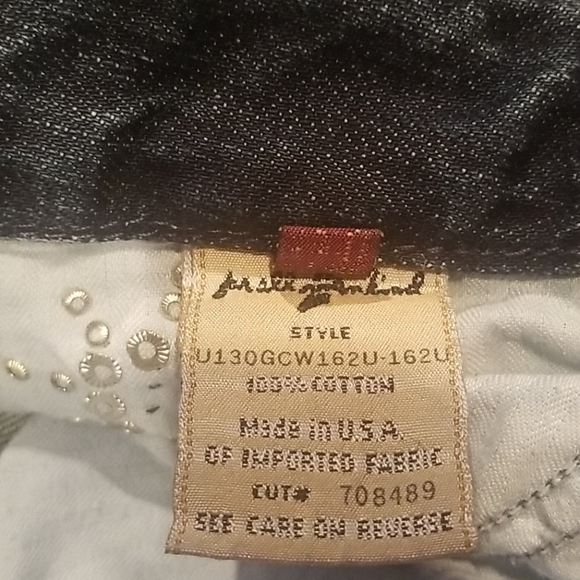 for all 7 mankind
STYLE
U130GCW162U-162U
100% COTTON
Made in U.S.A.
OF IMPORTED FABRIC
CUT# 708489
SEE CARE ON REVERSE